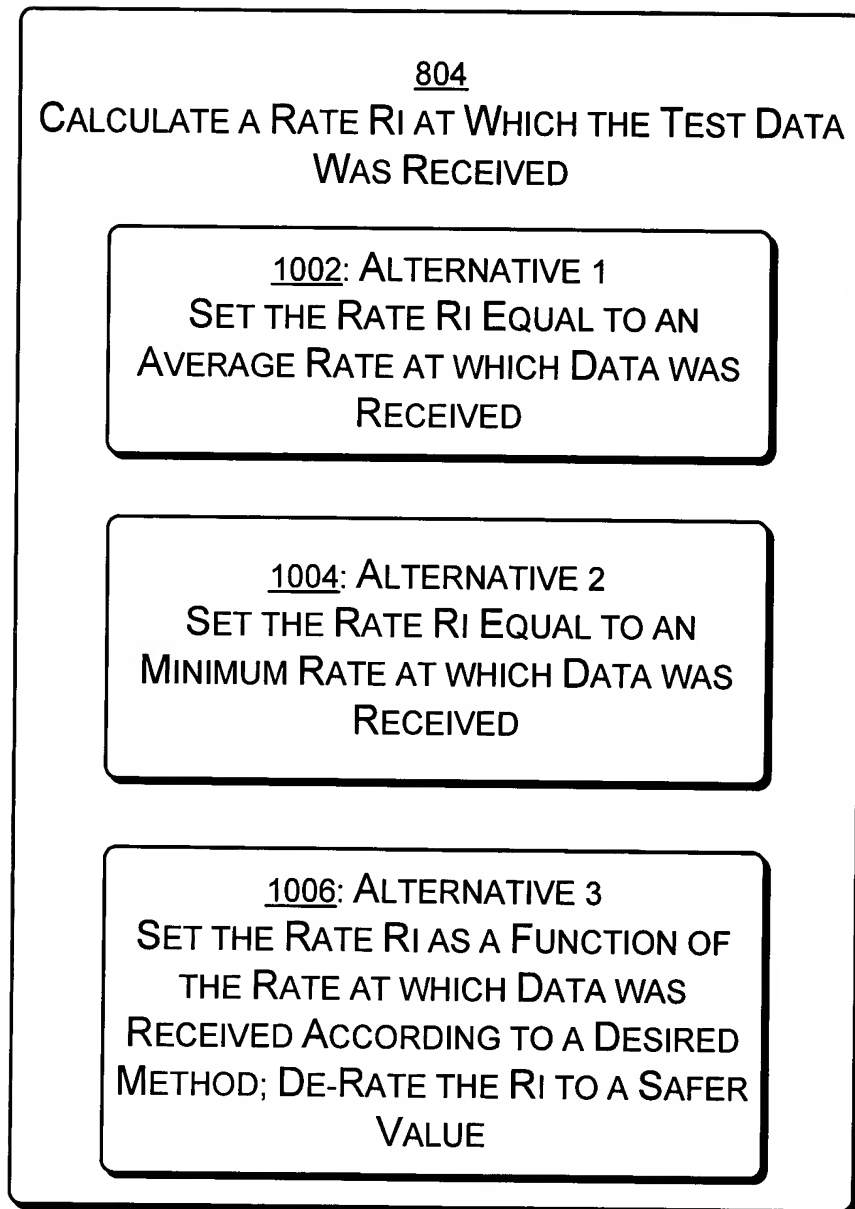 804
CALCULATE A RATE RI AT WHICH THE TEST DATA
WAS RECEIVED
1002: ALTERNATIVE 1
SET THE RATE RI EQUAL TO AN
AVERAGE RATE AT WHICH DATA WAS
RECEIVED
1004: ALTERNATIVE 2
SET THE RATE RI EQUAL TO AN
MINIMUM RATE AT WHICH DATA WAS
RECEIVED
1006: ALTERNATIVE 3
SET THE RATE RI AS A FUNCTION OF
THE RATE AT WHICH DATA WAS
RECEIVED ACCORDING TO A DESIRED
METHOD; DE-RATE THE RI TO A SAFER
VALUE